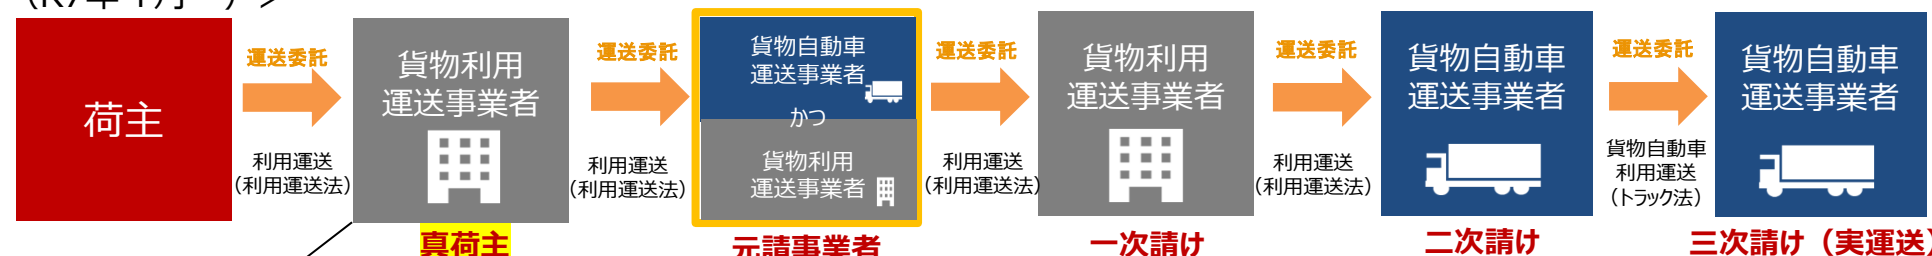 荷主
運送委託
利用運送
(利用運送法)
貨物利用
運送事業者
真荷主
運送委託
利用運送
(利用運送法)
貨物自動車
運送事業者
かつ
貨物利用
運送事業者
元請事業者
運送委託
利用運送
(利用運送法)
貨物利用
運送事業者
一次請け
運送委託
利用運送
(利用運送法)
貨物自動車
運送事業者
二次請け
運送委託
貨物自動車
利用運送
(トラック法)
貨物自動車
運送事業者
三次請け（実運送）